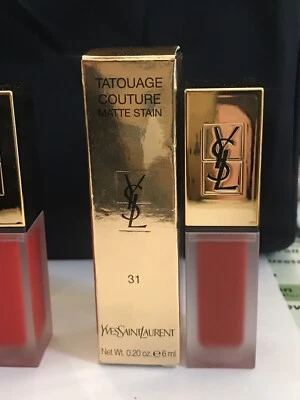 TATOUAGE
COUTURE
MATTE STAIN
YSL
31
YVESSAINTLAURENT
Net Wt. 0.20 oz. ℮ 6 ml
YSL